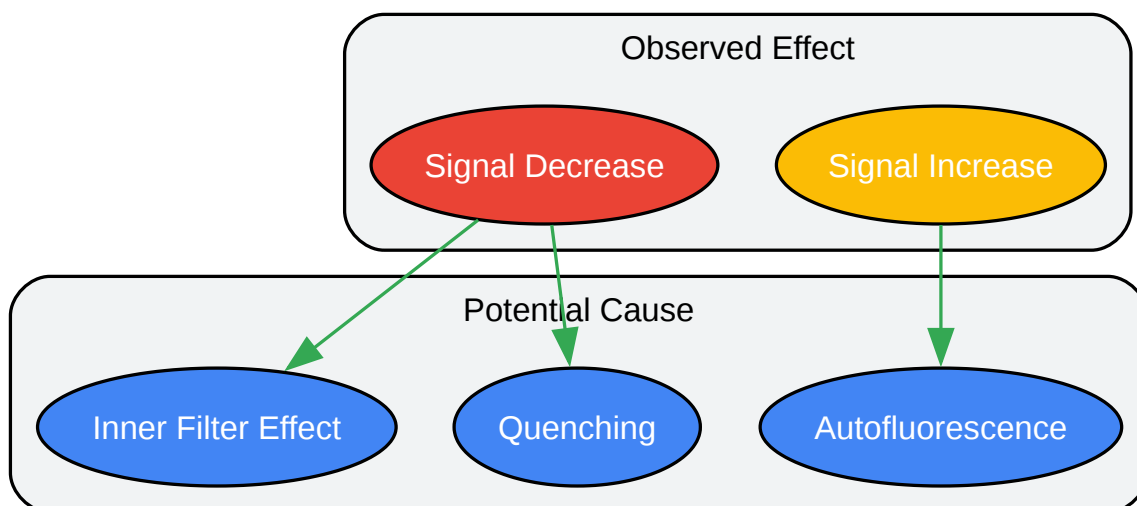 Observed Effect
Signal Decrease
Signal Increase
Potential Cause
Inner Filter Effect
Quenching
Autofluorescence